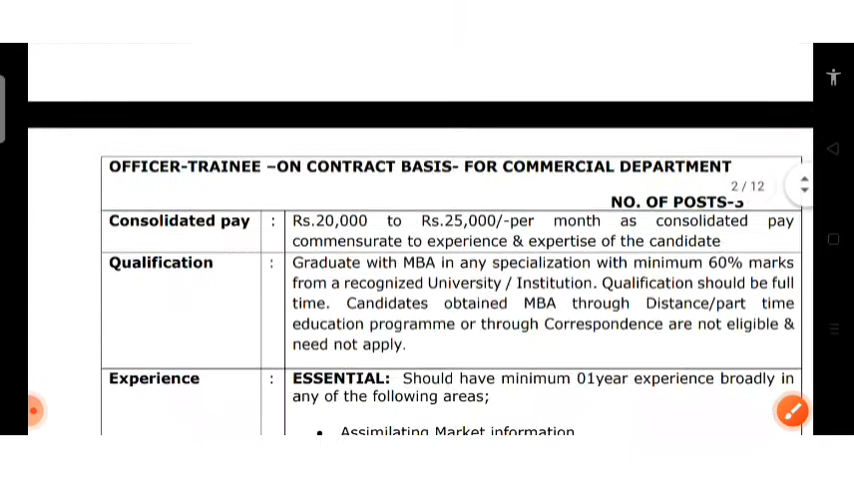 OFFICER-TRAINEE –ON CONTRACT BASIS- FOR COMMERCIAL DEPARTMENT
2 / 12
NO. OF POSTS-
Consolidated pay : Rs.20,000 to Rs.25,000/-per month as consolidated pay
commensurate to experience & expertise of the candidate
Qualification : Graduate with MBA in any specialization with minimum 60% marks
from a recognized University / Institution. Qualification should be full
time. Candidates obtained MBA through Distance/part time
education programme or through Correspondence are not eligible &
need not apply.
Experience : ESSENTIAL: Should have minimum 01year experience broadly in
any of the following areas;
• Assimilating Market information